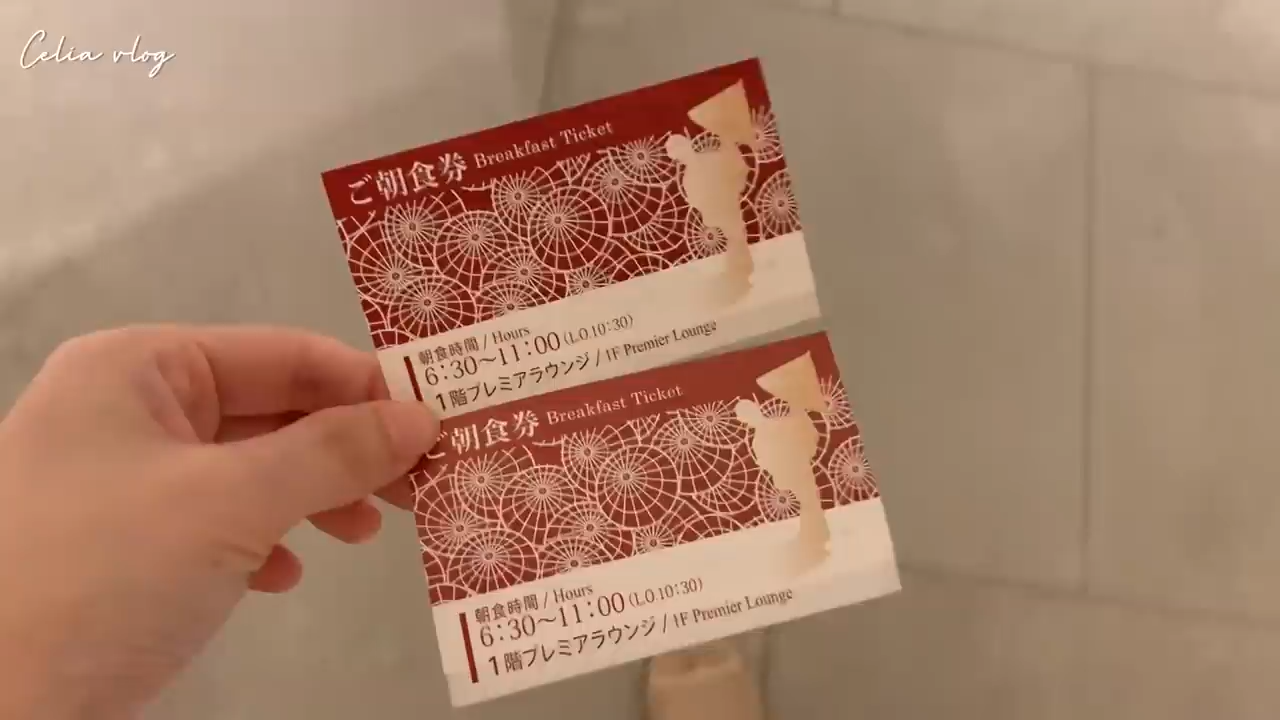 Celia vlog
ご朝食券 Breakfast Ticket
朝食時間 / Hours
6:30～11:00 (L.O.10:30)
1階プレミアラウンジ / 1F Premier Lounge
ご朝食券 Breakfast Ticket
朝食時間 / Hours
6:30～11:00 (L.O.10:30)
1階プレミアラウンジ / 1F Premier Lounge